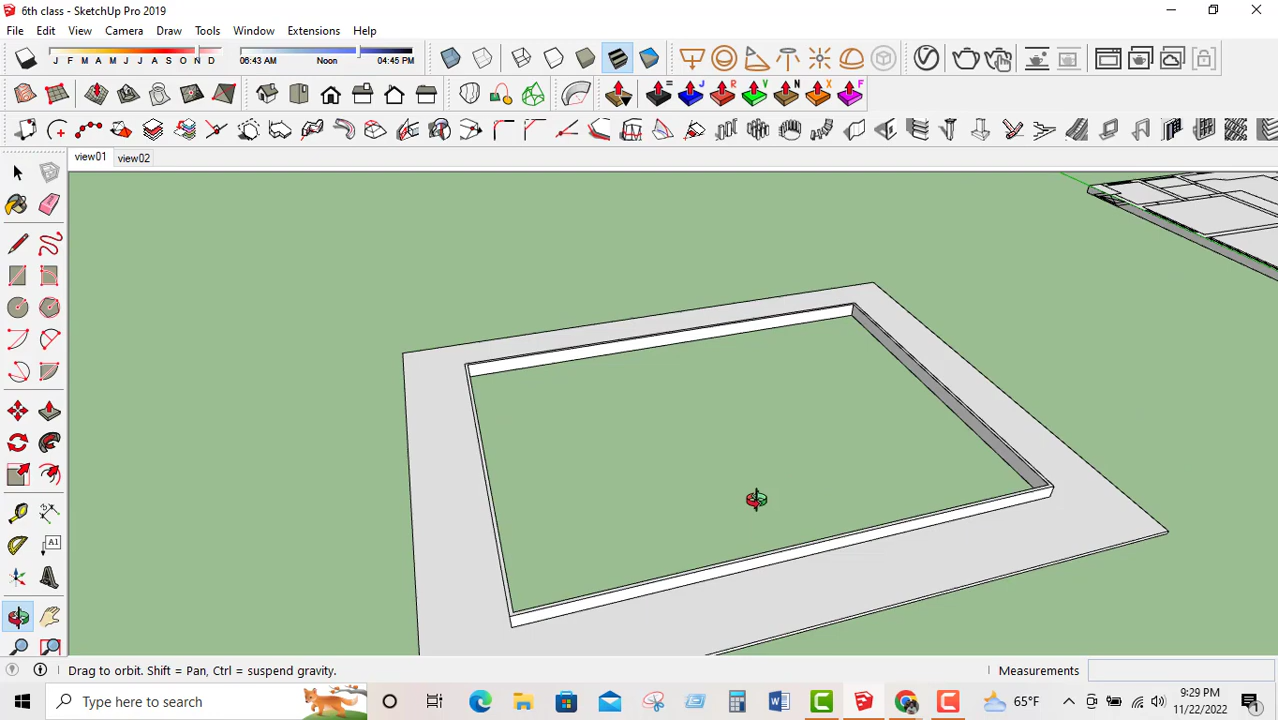 6th class - SketchUp Pro 2019
File Edit View Camera Draw Tools Window Extensions Help
J F M A M J J A S O N D
06:43 AM Noon 04:45 PM
= J R V N X F
view01 view02
A1
Drag to orbit. Shift = Pan, Ctrl = suspend gravity.
Measurements
Type here to search
65°F
9:29 PM
11/22/2022
1